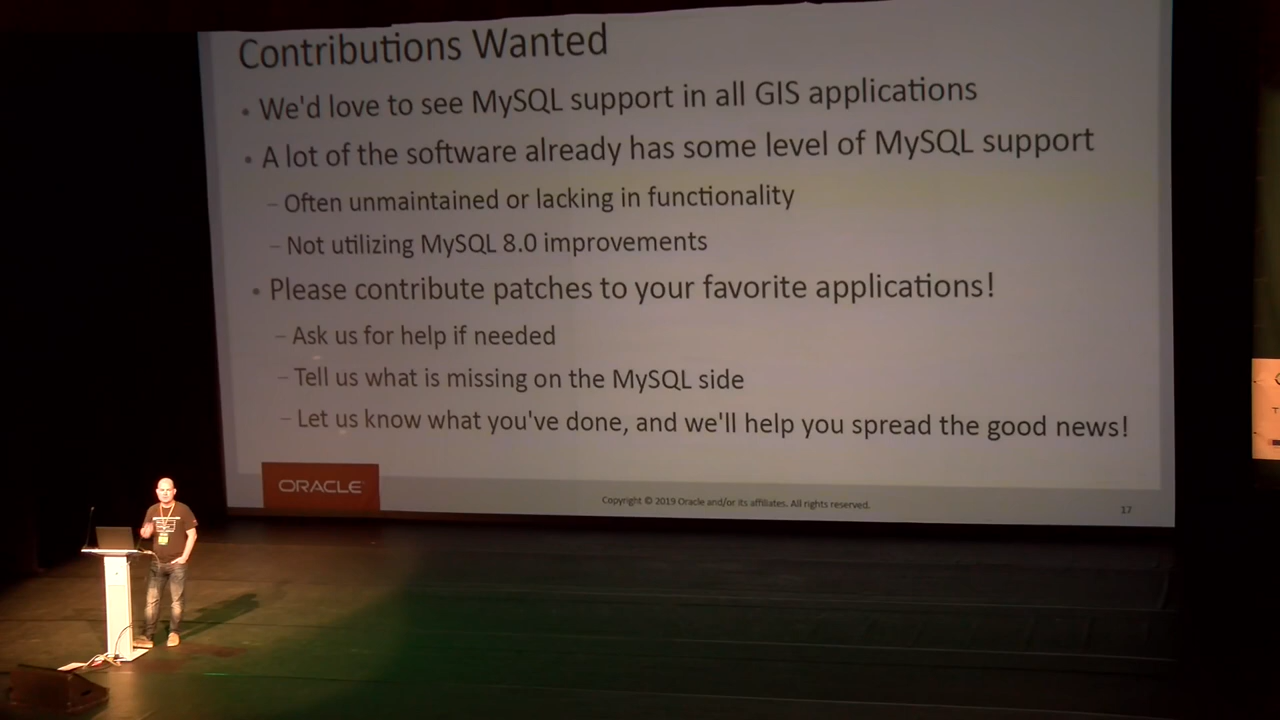 Contributions Wanted
• We'd love to see MySQL support in all GIS applications
• A lot of the software already has some level of MySQL support
– Often unmaintained or lacking in functionality
– Not utilizing MySQL 8.0 improvements
• Please contribute patches to your favorite applications!
– Ask us for help if needed
– Tell us what is missing on the MySQL side
– Let us know what you've done, and we'll help you spread the good news!
ORACLE
Copyright © 2019 Oracle and/or its affiliates. All rights reserved.
17